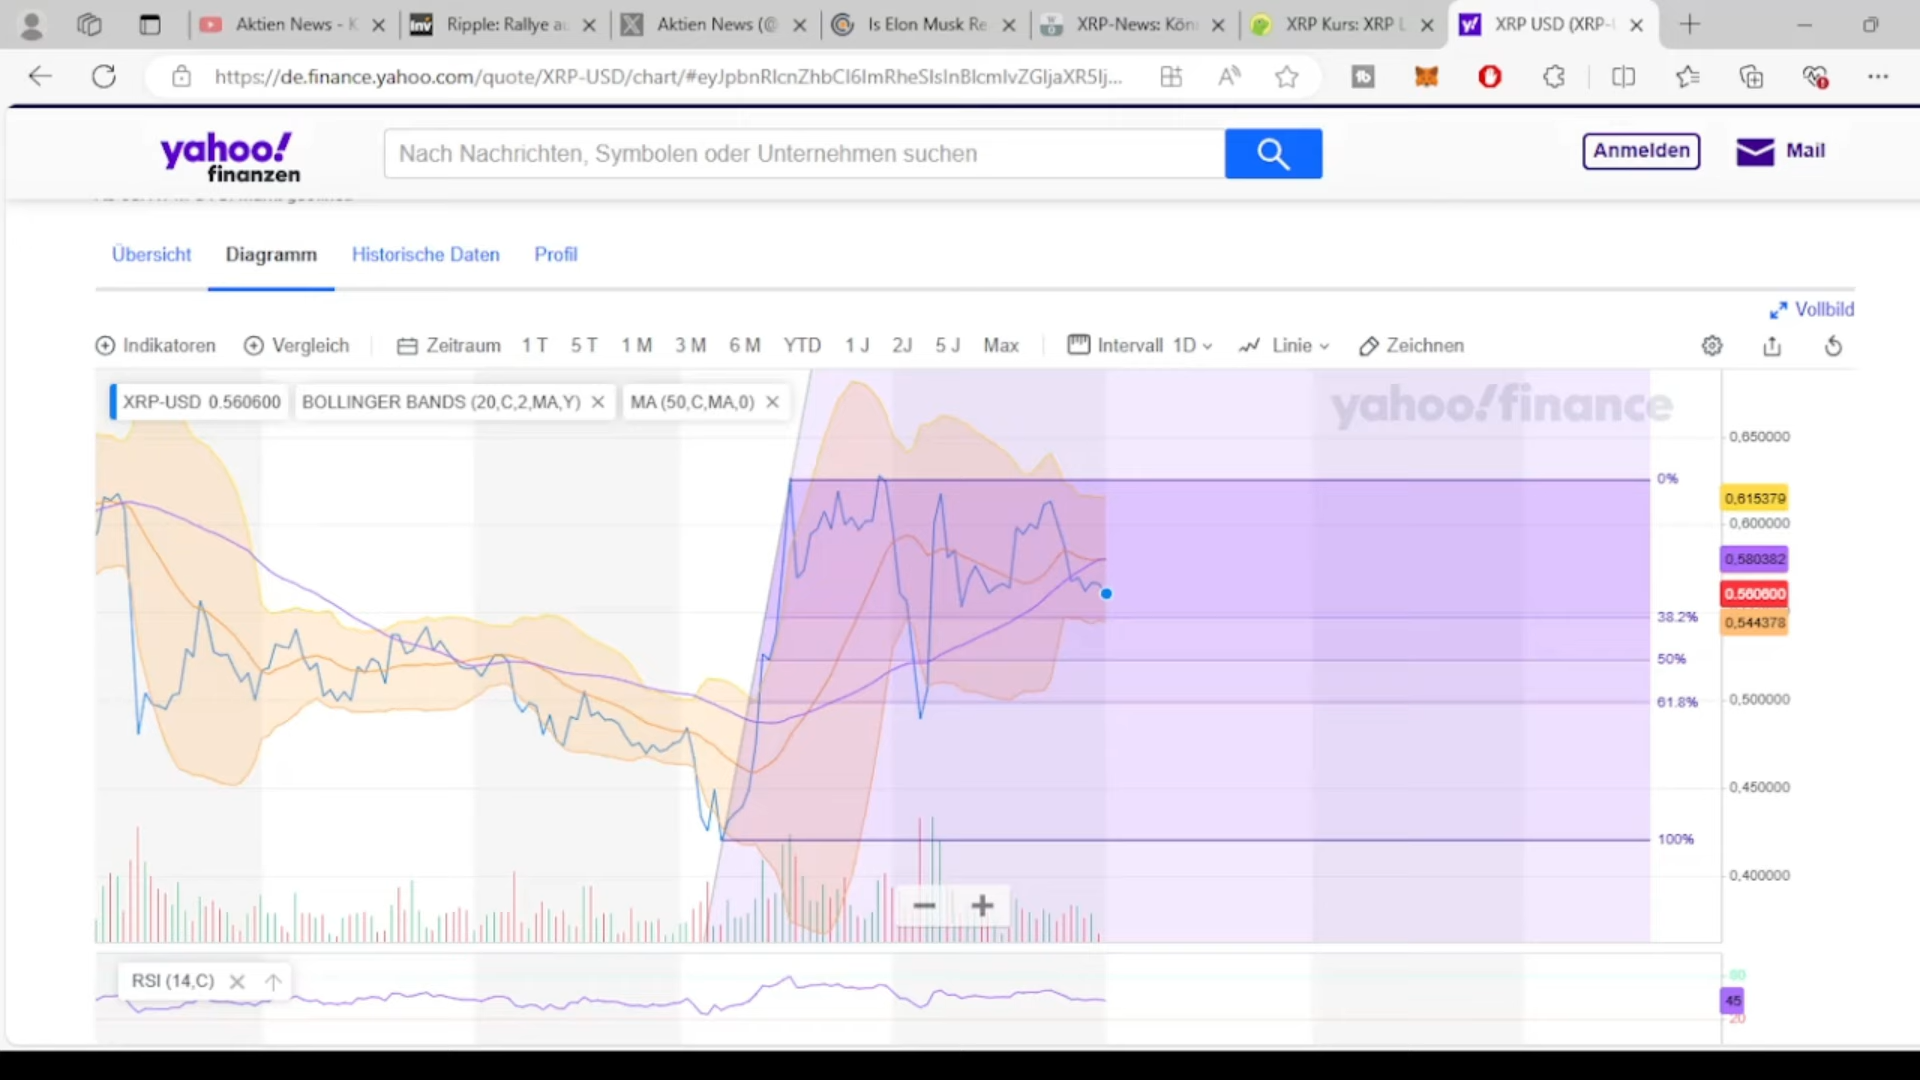 Aktien News - K
Ripple: Rallye au
Aktien News (@
Is Elon Musk Re
XRP-News: Kön
XRP Kurs: XRP L
XRP USD (XRP-
https://de.finance.yahoo.com/quote/XRP-USD/chart/#eyJpbnRlcnZhbCI6ImRheSIsInBlcmlvZGljaXR5Ij...
yahoo!
finanzen
Nach Nachrichten, Symbolen oder Unternehmen suchen
Anmelden
Mail
Übersicht
Diagramm
Historische Daten
Profil
Vollbild
Indikatoren
Vergleich
Zeitraum
1 T
5 T
1 M
3 M
6 M
YTD
1 J
2J
5 J
Max
Intervall 1D
Linie
Zeichnen
XRP-USD 0.560600
BOLLINGER BANDS (20,C,2,MA,Y)
MA (50,C,MA,0)
yahoo!finance
0,650000
0%
0,615379
0,600000
0,580382
0.560600
38.2%
0,544378
50%
61.8%
0,500000
0,450000
100%
0,400000
RSI (14,C)
80
45
20